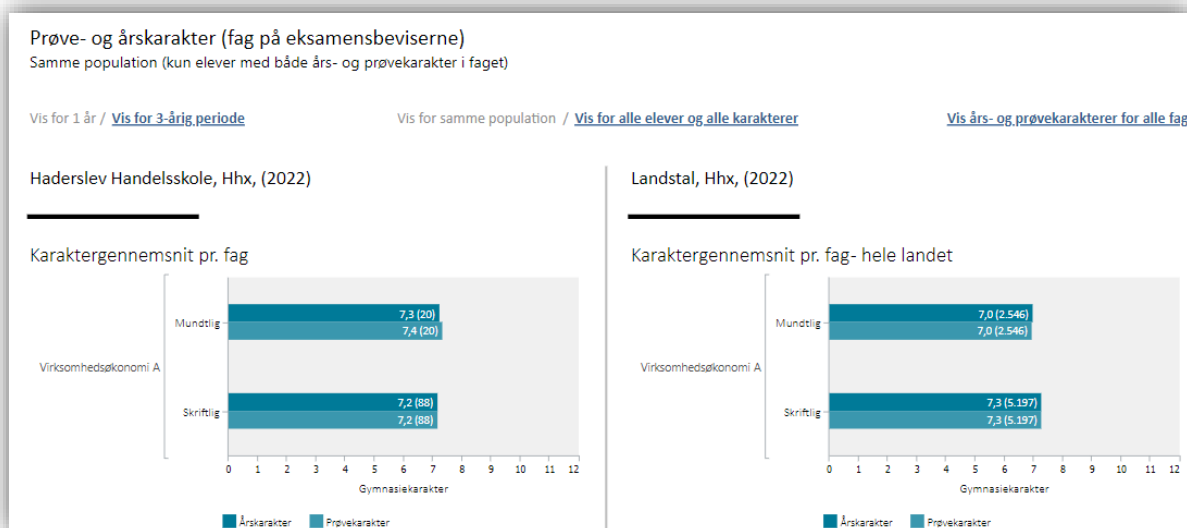 Prøve- og årskarakter (fag på eksamensbeviserne)
Samme population (kun elever med både års- og prøvekarakter i faget)
Vis for 1 år / Vis for 3-årig periode
Vis for samme population / Vis for alle elever og alle karakterer
Vis års- og prøvekarakterer for alle fag
Haderslev Handelsskole, Hhx, (2022)
Karaktergennemsnit pr. fag
Virksomhedsøkonomi A
Mundtlig
7,3 (20)
7,4 (20)
Skriftlig
7,2 (88)
7,2 (88)
0 1 2 3 4 5 6 7 8 9 10 11 12
Gymnasiekarakter
Årskarakter Prøvekarakter
Landstal, Hhx, (2022)
Karaktergennemsnit pr. fag- hele landet
Virksomhedsøkonomi A
Mundtlig
7,0 (2.546)
7,0 (2.546)
Skriftlig
7,3 (5.197)
7,3 (5.197)
0 1 2 3 4 5 6 7 8 9 10 11 12
Gymnasiekarakter
Årskarakter Prøvekarakter